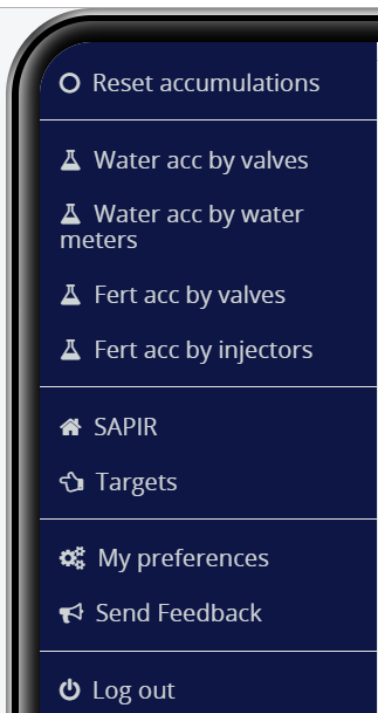 Reset accumulations
Water acc by valves
Water acc by water
meters
Fert acc by valves
Fert acc by injectors
SAPIR
Targets
My preferences
Send Feedback
Log out